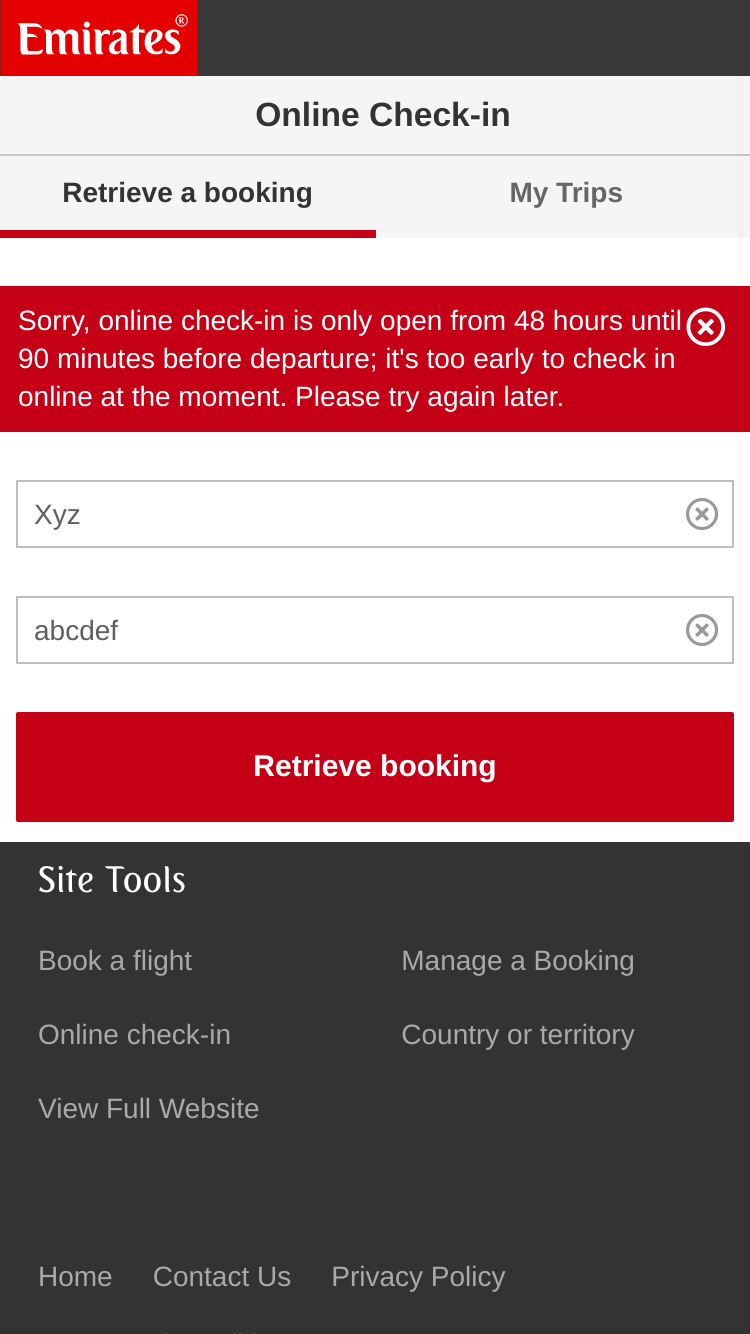 Emirates®
Online Check-in
Retrieve a booking
My Trips
Sorry, online check-in is only open from 48 hours until
90 minutes before departure; it's too early to check in
online at the moment. Please try again later.
Xyz
abcdef
Retrieve booking
Site Tools
Book a flight
Manage a Booking
Online check-in
Country or territory
View Full Website
Home
Contact Us
Privacy Policy